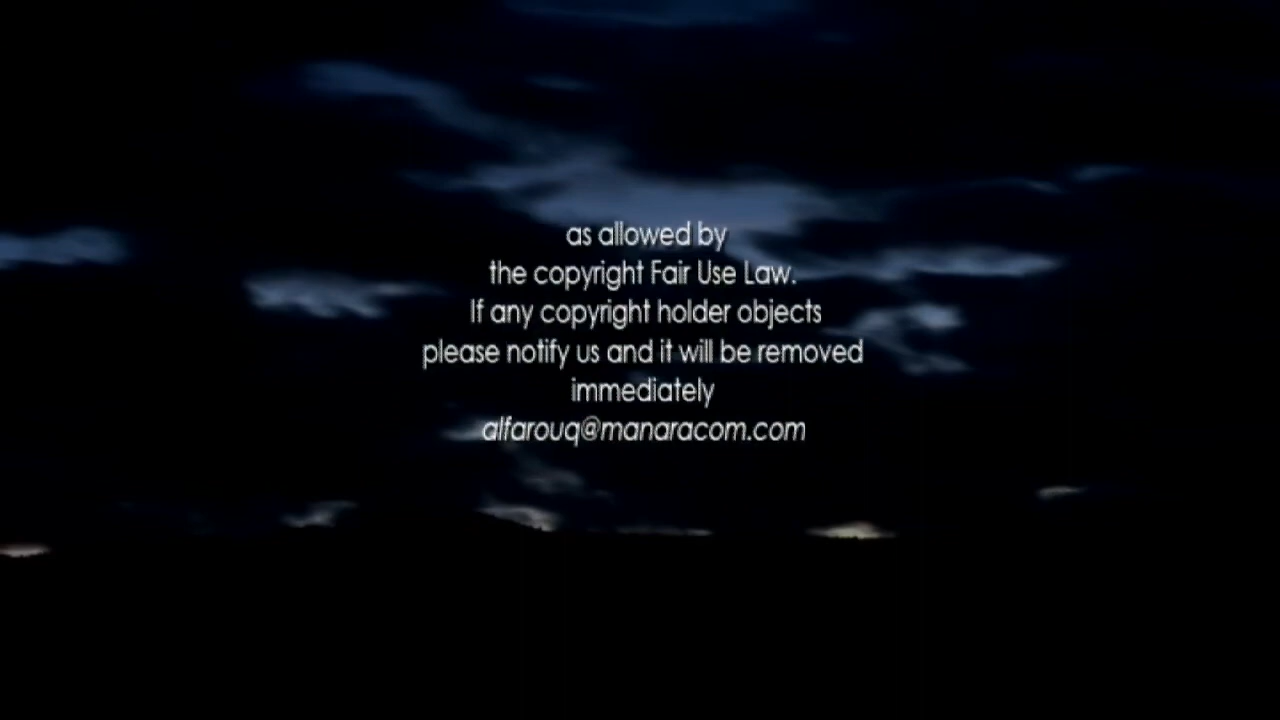 as allowed by
the copyright Fair Use Law.
If any copyright holder objects
please notify us and it will be removed
immediately
alfarouq@manaracom.com